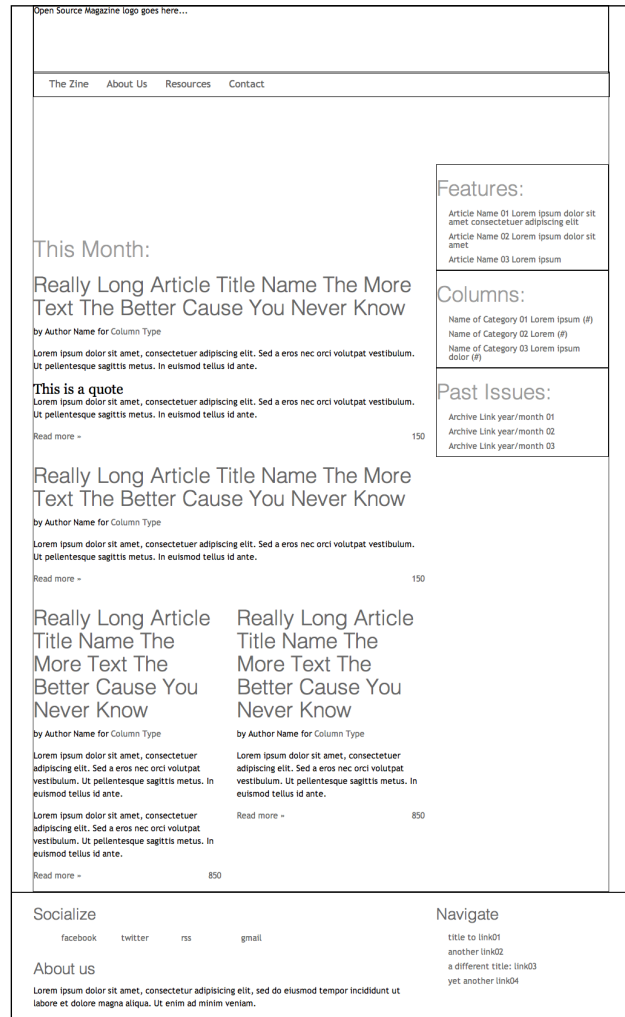 Open Source Magazine logo goes here...
The Zine About Us Resources Contact
This Month:
Really Long Article Title Name The More
Text The Better Cause You Never Know
by Author Name for Column Type
Lorem ipsum dolor sit amet, consectetuer adipiscing elit. Sed a eros nec orci volutpat vestibulum.
Ut pellentesque sagittis metus. In euismod tellus id ante.
This is a quote
Lorem ipsum dolor sit amet, consectetuer adipiscing elit. Sed a eros nec orci volutpat vestibulum.
Ut pellentesque sagittis metus. In euismod tellus id ante.
Read more » 150
Really Long Article Title Name The More
Text The Better Cause You Never Know
by Author Name for Column Type
Lorem ipsum dolor sit amet, consectetuer adipiscing elit. Sed a eros nec orci volutpat vestibulum.
Ut pellentesque sagittis metus. In euismod tellus id ante.
Read more » 150
Really Long Article
Title Name The
More Text The
Better Cause You
Never Know
by Author Name for Column Type
Lorem ipsum dolor sit amet, consectetuer
adipiscing elit. Sed a eros nec orci volutpat
vestibulum. Ut pellentesque sagittis metus. In
euismod tellus id ante.
Lorem ipsum dolor sit amet, consectetuer
adipiscing elit. Sed a eros nec orci volutpat
vestibulum. Ut pellentesque sagittis metus. In
euismod tellus id ante.
Read more » 850
Really Long Article
Title Name The
More Text The
Better Cause You
Never Know
by Author Name for Column Type
Lorem ipsum dolor sit amet, consectetuer
adipiscing elit. Sed a eros nec orci volutpat
vestibulum. Ut pellentesque sagittis metus. In
euismod tellus id ante.
Read more » 850
Features:
Article Name 01 Lorem ipsum dolor sit
amet consectetuer adipiscing elit
Article Name 02 Lorem ipsum dolor sit
amet
Article Name 03 Lorem ipsum
Columns:
Name of Category 01 Lorem ipsum (#)
Name of Category 02 Lorem (#)
Name of Category 03 Lorem ipsum
dolor (#)
Past Issues:
Archive Link year/month 01
Archive Link year/month 02
Archive Link year/month 03
Socialize
facebook twitter rss gmail
About us
Lorem ipsum dolor sit amet, consectetur adipisicing elit, sed do eiusmod tempor incididunt ut
labore et dolore magna aliqua. Ut enim ad minim veniam.
Navigate
title to link01
another link02
a different title: link03
yet another link04